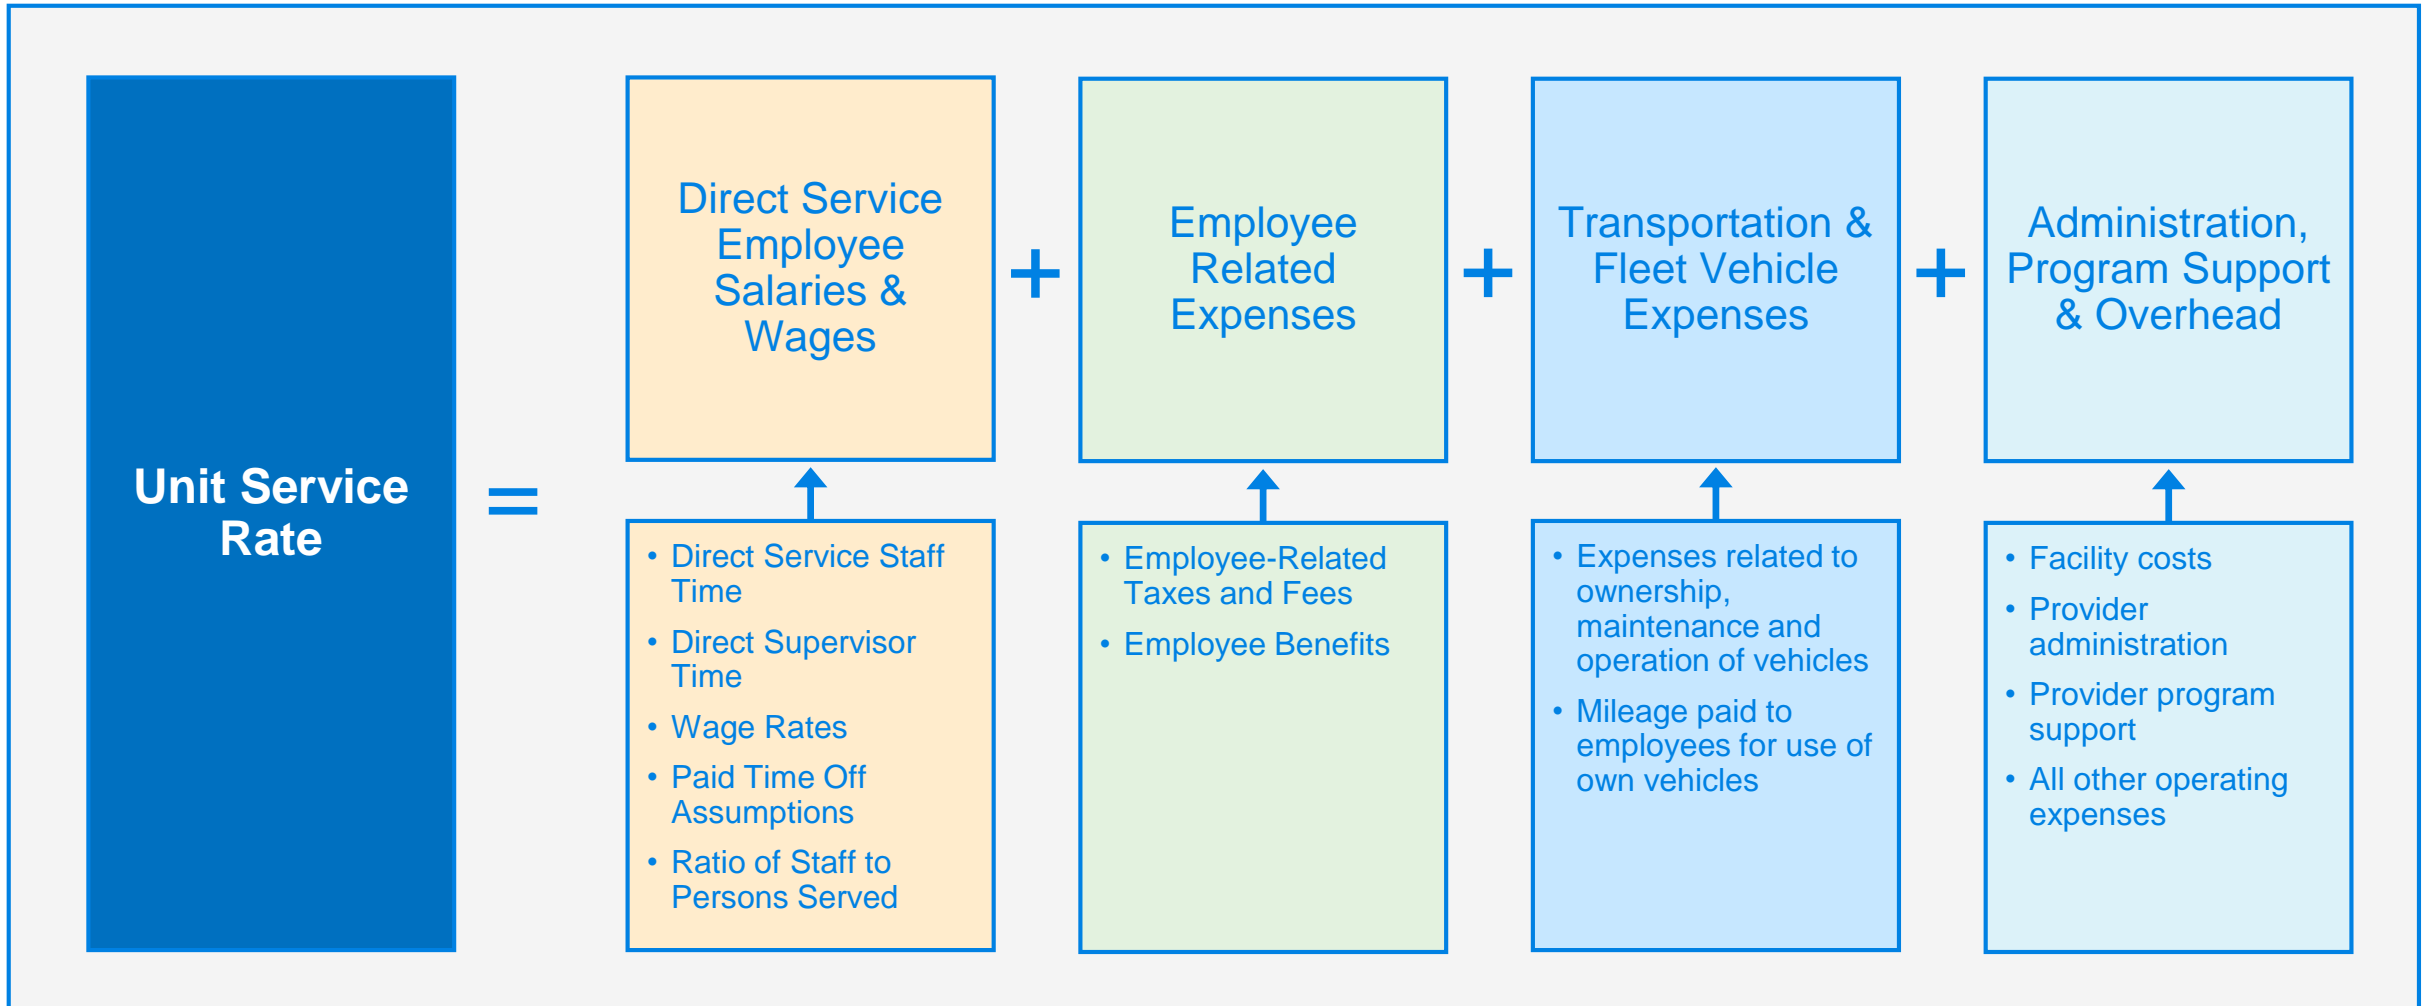 Unit Service
Rate
=
Direct Service
Employee
Salaries &
Wages
+
Employee
Related
Expenses
+
Transportation &
Fleet Vehicle
Expenses
+
Administration,
Program Support
& Overhead
• Direct Service Staff
Time
• Direct Supervisor
Time
• Wage Rates
• Paid Time Off
Assumptions
• Ratio of Staff to
Persons Served
• Employee-Related
Taxes and Fees
• Employee Benefits
• Expenses related to
ownership,
maintenance and
operation of vehicles
• Mileage paid to
employees for use of
own vehicles
• Facility costs
• Provider
administration
• Provider program
support
• All other operating
expenses